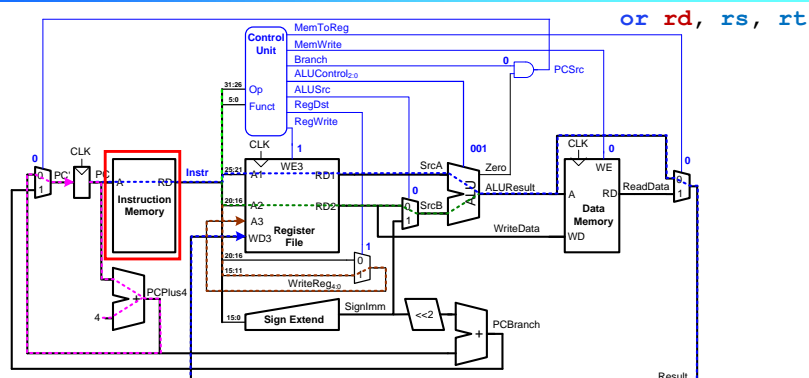 or rd, rs, rt
MemToReg
Control
Unit
MemWrite
Branch
0
PCSrc
ALUControl2:0
31:26
Op
ALUSrc
5:0
Funct
RegDst
RegWrite
0
CLK
CLK
1
001
0
CLK
0
0
1
PC'
PC
A
RD
Instruction
Memory
Instr
25:21
A1
WE3
RD1
SrcA
Zero
WE
0
1
0
20:16
A2
RD2
0
1
SrcB
ALU
ALUResult
A
RD
ReadData
Data
Memory
A3
WD3
Register
File
WriteData
WD
1
20:16
0
15:11
1
WriteReg4:0
PCPlus4
+
4
SignImm
15:0
Sign Extend
<<2
PCBranch
+
Result